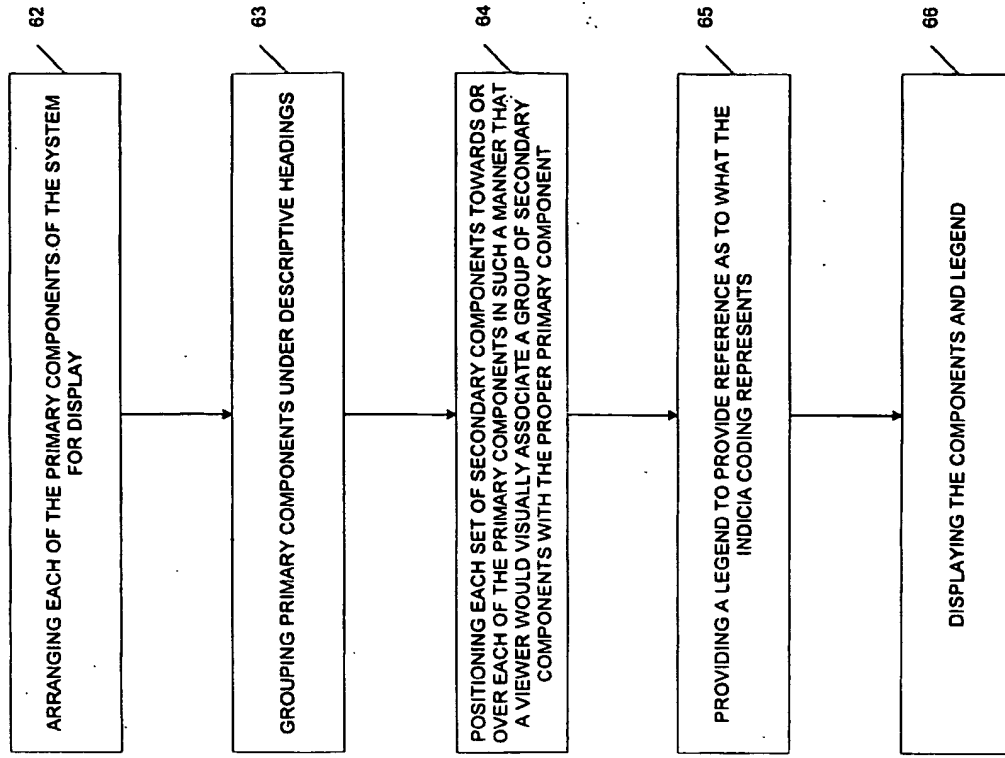 62
ARRANGING EACH OF THE PRIMARY COMPONENTS OF THE SYSTEM
FOR DISPLAY
63
GROUPING PRIMARY COMPONENTS UNDER DESCRIPTIVE HEADINGS
64
POSITIONING EACH SET OF SECONDARY COMPONENTS TOWARDS OR
OVER EACH OF THE PRIMARY COMPONENTS IN SUCH A MANNER THAT
A VIEWER WOULD VISUALLY ASSOCIATE A GROUP OF SECONDARY
COMPONENTS WITH THE PROPER PRIMARY COMPONENT
65
PROVIDING A LEGEND TO PROVIDE REFERENCE AS TO WHAT THE
INDICIA CODING REPRESENTS
66
DISPLAYING THE COMPONENTS AND LEGEND